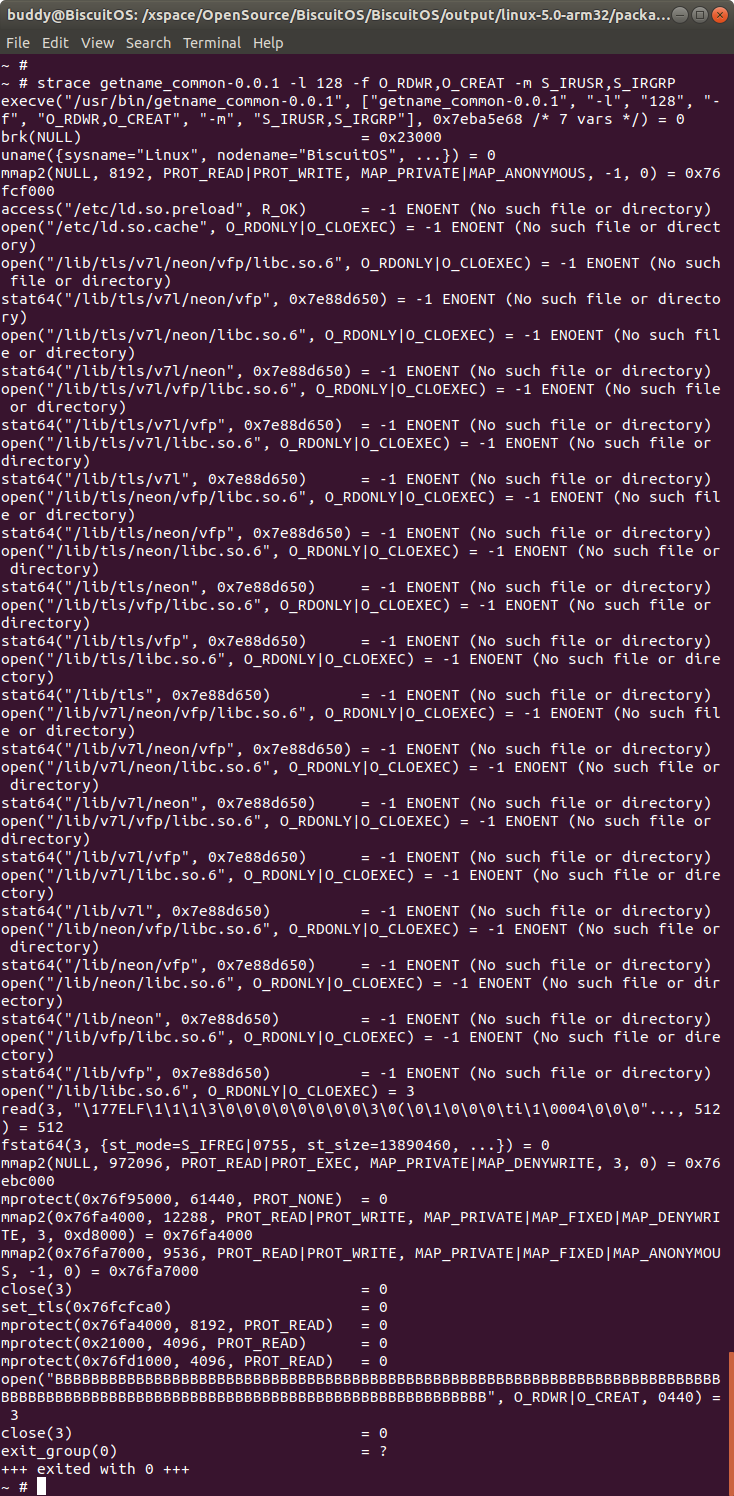 buddy@BiscuitOS: /xspace/OpenSource/BiscuitOS/BiscuitOS/output/linux-5.0-arm32/packa...
File Edit View Search Terminal Help
~ #
~ # strace getname_common-0.0.1 -l 128 -f O_RDWR,O_CREAT -m S_IRUSR,S_IRGRP
execve("/usr/bin/getname_common-0.0.1", ["getname_common-0.0.1", "-l", "128", "-
f", "O_RDWR,O_CREAT", "-m", "S_IRUSR,S_IRGRP"], 0x7eba5e68 /* 7 vars */) = 0
brk(NULL)                               = 0x23000
uname({sysname="Linux", nodename="BiscuitOS", ...}) = 0
mmap2(NULL, 8192, PROT_READ|PROT_WRITE, MAP_PRIVATE|MAP_ANONYMOUS, -1, 0) = 0x76
fcf000
access("/etc/ld.so.preload", R_OK)      = -1 ENOENT (No such file or directory)
open("/etc/ld.so.cache", O_RDONLY|O_CLOEXEC) = -1 ENOENT (No such file or direct
ory)
open("/lib/tls/v7l/neon/vfp/libc.so.6", O_RDONLY|O_CLOEXEC) = -1 ENOENT (No such
 file or directory)
stat64("/lib/tls/v7l/neon/vfp", 0x7e88d650) = -1 ENOENT (No such file or directo
ry)
open("/lib/tls/v7l/neon/libc.so.6", O_RDONLY|O_CLOEXEC) = -1 ENOENT (No such fil
e or directory)
stat64("/lib/tls/v7l/neon", 0x7e88d650) = -1 ENOENT (No such file or directory)
open("/lib/tls/v7l/vfp/libc.so.6", O_RDONLY|O_CLOEXEC) = -1 ENOENT (No such file
 or directory)
stat64("/lib/tls/v7l/vfp", 0x7e88d650)  = -1 ENOENT (No such file or directory)
open("/lib/tls/v7l/libc.so.6", O_RDONLY|O_CLOEXEC) = -1 ENOENT (No such file or
directory)
stat64("/lib/tls/v7l", 0x7e88d650)      = -1 ENOENT (No such file or directory)
open("/lib/tls/neon/vfp/libc.so.6", O_RDONLY|O_CLOEXEC) = -1 ENOENT (No such fil
e or directory)
stat64("/lib/tls/neon/vfp", 0x7e88d650) = -1 ENOENT (No such file or directory)
open("/lib/tls/neon/libc.so.6", O_RDONLY|O_CLOEXEC) = -1 ENOENT (No such file or
 directory)
stat64("/lib/tls/neon", 0x7e88d650)     = -1 ENOENT (No such file or directory)
open("/lib/tls/vfp/libc.so.6", O_RDONLY|O_CLOEXEC) = -1 ENOENT (No such file or
directory)
stat64("/lib/tls/vfp", 0x7e88d650)      = -1 ENOENT (No such file or directory)
open("/lib/tls/libc.so.6", O_RDONLY|O_CLOEXEC) = -1 ENOENT (No such file or dire
ctory)
stat64("/lib/tls", 0x7e88d650)          = -1 ENOENT (No such file or directory)
open("/lib/v7l/neon/vfp/libc.so.6", O_RDONLY|O_CLOEXEC) = -1 ENOENT (No such fil
e or directory)
stat64("/lib/v7l/neon/vfp", 0x7e88d650) = -1 ENOENT (No such file or directory)
open("/lib/v7l/neon/libc.so.6", O_RDONLY|O_CLOEXEC) = -1 ENOENT (No such file or
 directory)
stat64("/lib/v7l/neon", 0x7e88d650)     = -1 ENOENT (No such file or directory)
open("/lib/v7l/vfp/libc.so.6", O_RDONLY|O_CLOEXEC) = -1 ENOENT (No such file or
directory)
stat64("/lib/v7l/vfp", 0x7e88d650)      = -1 ENOENT (No such file or directory)
open("/lib/v7l/libc.so.6", O_RDONLY|O_CLOEXEC) = -1 ENOENT (No such file or dire
ctory)
stat64("/lib/v7l", 0x7e88d650)          = -1 ENOENT (No such file or directory)
open("/lib/neon/vfp/libc.so.6", O_RDONLY|O_CLOEXEC) = -1 ENOENT (No such file or
 directory)
stat64("/lib/neon/vfp", 0x7e88d650)     = -1 ENOENT (No such file or directory)
open("/lib/neon/libc.so.6", O_RDONLY|O_CLOEXEC) = -1 ENOENT (No such file or dir
ectory)
stat64("/lib/neon", 0x7e88d650)         = -1 ENOENT (No such file or directory)
open("/lib/vfp/libc.so.6", O_RDONLY|O_CLOEXEC) = -1 ENOENT (No such file or dire
ctory)
stat64("/lib/vfp", 0x7e88d650)          = -1 ENOENT (No such file or directory)
open("/lib/libc.so.6", O_RDONLY|O_CLOEXEC) = 3
read(3, "\177ELF\1\1\1\3\0\0\0\0\0\0\0\0\3\0(\0\1\0\0\0\ti\1\0004\0\0\0"..., 512
) = 512
fstat64(3, {st_mode=S_IFREG|0755, st_size=13890460, ...}) = 0
mmap2(NULL, 972096, PROT_READ|PROT_EXEC, MAP_PRIVATE|MAP_DENYWRITE, 3, 0) = 0x76
ebc000
mprotect(0x76f95000, 61440, PROT_NONE)  = 0
mmap2(0x76fa4000, 12288, PROT_READ|PROT_WRITE, MAP_PRIVATE|MAP_FIXED|MAP_DENYWRI
TE, 3, 0xd8000) = 0x76fa4000
mmap2(0x76fa7000, 9536, PROT_READ|PROT_WRITE, MAP_PRIVATE|MAP_FIXED|MAP_ANONYMOU
S, -1, 0) = 0x76fa7000
close(3)                                = 0
set_tls(0x76fcfca0)                     = 0
mprotect(0x76fa4000, 8192, PROT_READ)   = 0
mprotect(0x21000, 4096, PROT_READ)      = 0
mprotect(0x76fd1000, 4096, PROT_READ)   = 0
open("BBBBBBBBBBBBBBBBBBBBBBBBBBBBBBBBBBBBBBBBBBBBBBBBBBBBBBBBBBBBBBBBBBBBBBBBBB
BBBBBBBBBBBBBBBBBBBBBBBBBBBBBBBBBBBBBBBBBBBBBBBBBBBBBB", O_RDWR|O_CREAT, 0440) =
 3
close(3)                                = 0
exit_group(0)                           = ?
+++ exited with 0 +++
~ #